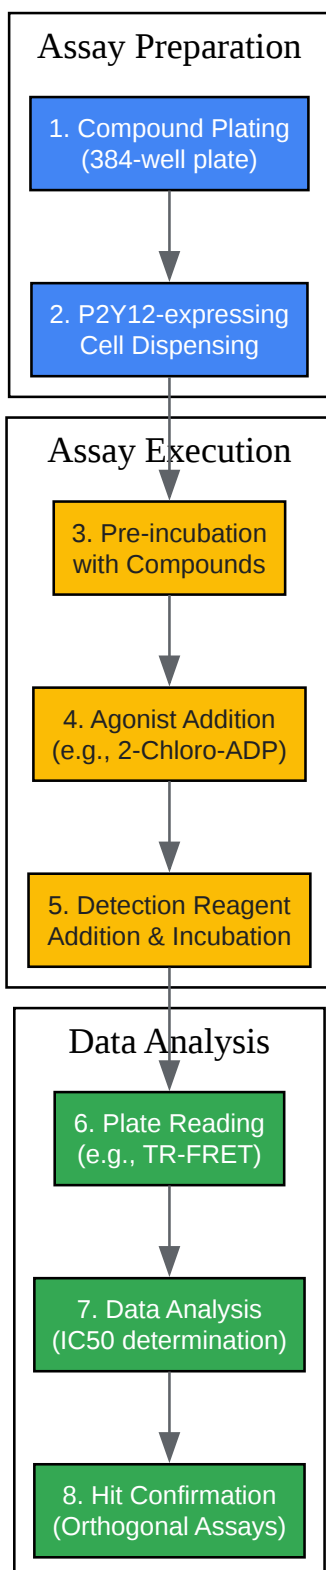 Assay Preparation
1. Compound Plating
(384-well plate)
2. P2Y12-expressing
Cell Dispensing
Assay Execution
3. Pre-incubation
with Compounds
4. Agonist Addition
(e.g., 2-Chloro-ADP)
5. Detection Reagent
Addition & Incubation
Data Analysis
6. Plate Reading
(e.g., TR-FRET)
7. Data Analysis
(IC50 determination)
8. Hit Confirmation
(Orthogonal Assays)